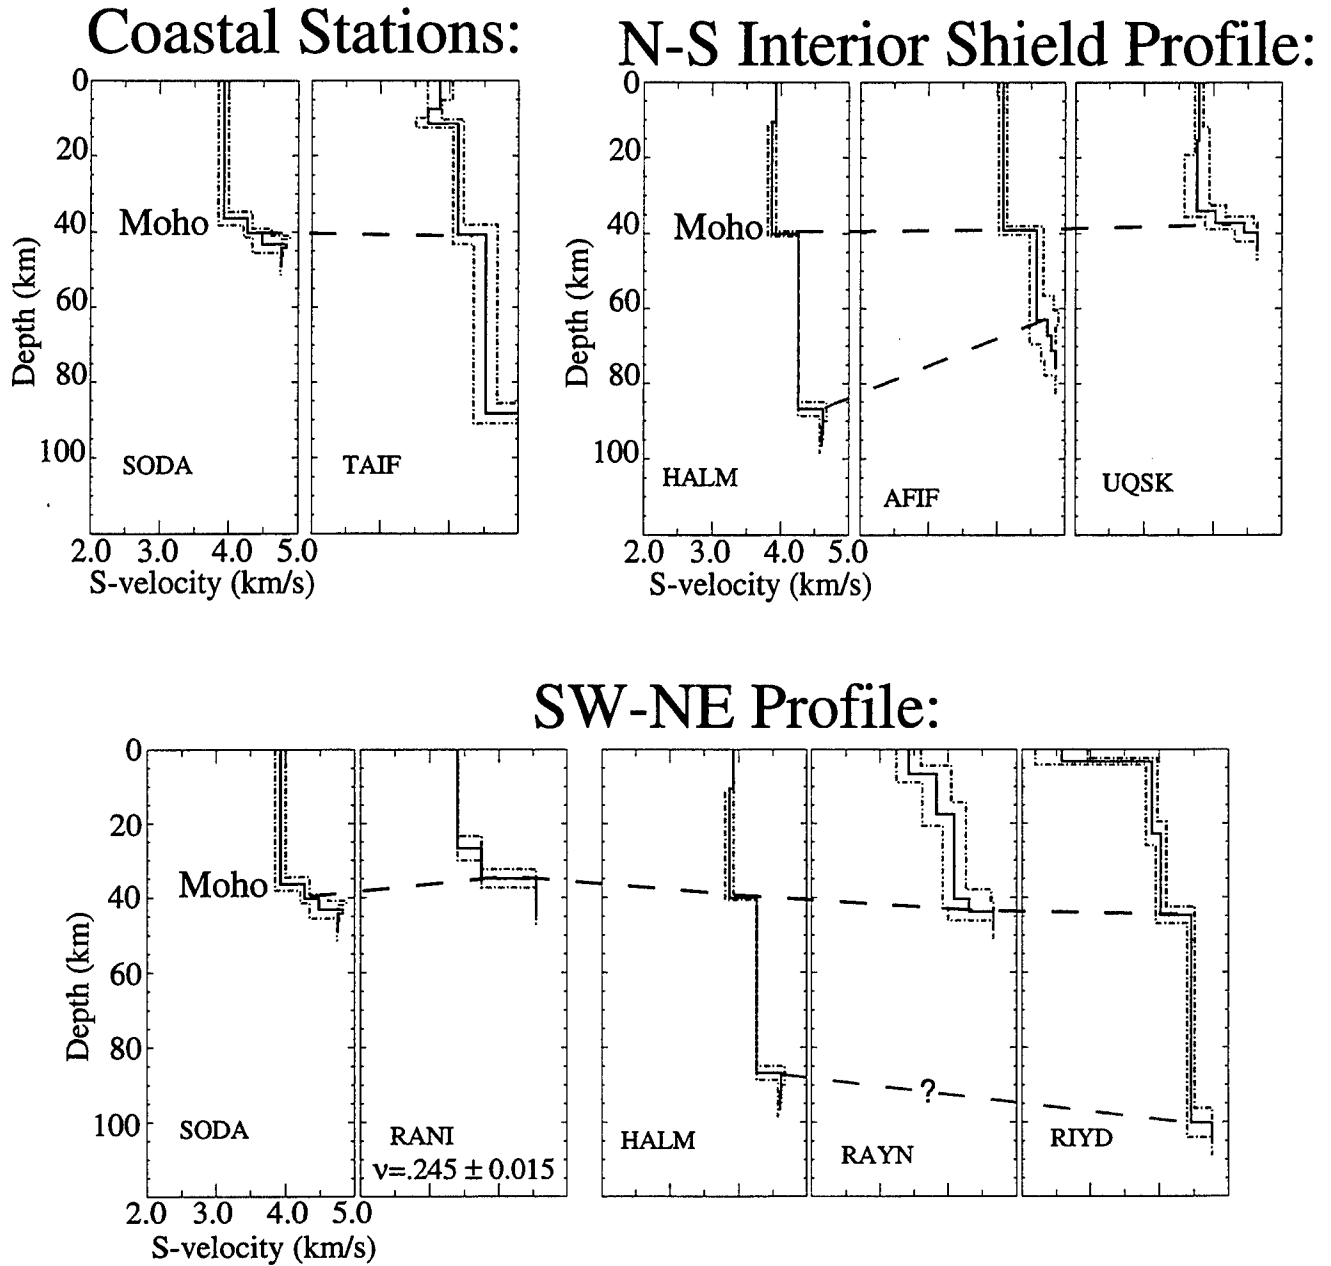 Coastal Stations:
N-S Interior Shield Profile:
0
20
40
60
80
100
Depth (km)
Moho
SODA
TAIF
2.0 3.0 4.0 5.0
S-velocity (km/s)
0
20
40
60
80
100
Depth (km)
Moho
HALM
AFIF
UQSK
2.0 3.0 4.0 5.0
S-velocity (km/s)
SW-NE Profile:
0
20
40
60
80
100
Depth (km)
Moho
?
SODA
RANI
ν=.245 ± 0.015
HALM
RAYN
RIYD
2.0 3.0 4.0 5.0
S-velocity (km/s)